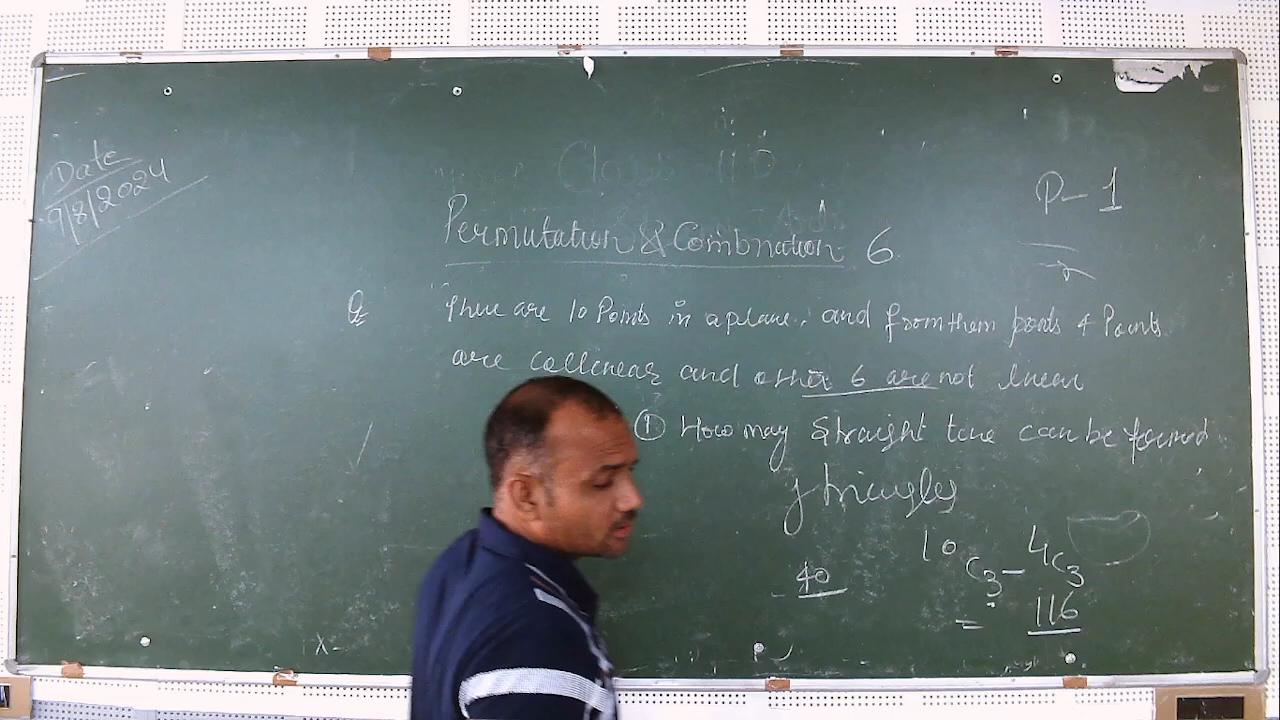 Date
9/8/2024
Class 11 D
P-1
Permutation & Combination 6
Q There are 10 Points in a plane, and from them 4 Points
are collinear and other 6 are not linear
① How may Straight line can be formed
triangles
10C3 - 4C3
40
= 116